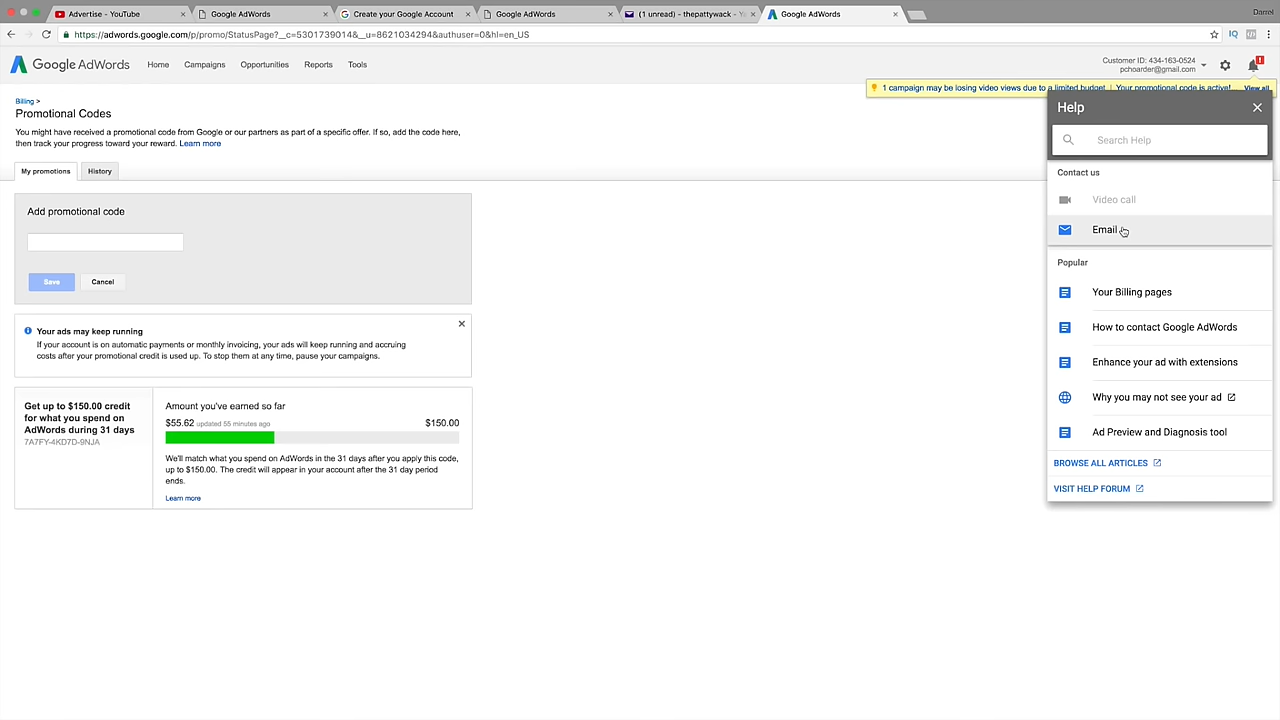 Advertise - YouTube
Google AdWords
Create your Google Account
Google AdWords
(1 unread) - thepattywack - Ya
Google AdWords
Darrel
https://adwords.google.com/p/promo/StatusPage?__c=5301739014&__u=8621034294&authuser=0&hl=en_US
IQ
Google AdWords
Home
Campaigns
Opportunities
Reports
Tools
Customer ID: 434-163-0524
pchoarder@gmail.com
1 campaign may be losing video views due to a limited budget | Your promotional code is active! View all
Billing >
Promotional Codes
You might have received a promotional code from Google or our partners as part of a specific offer. If so, add the code here,
then track your progress toward your reward. Learn more
My promotions
History
Add promotional code
Save
Cancel
Your ads may keep running
If your account is on automatic payments or monthly invoicing, your ads will keep running and accruing
costs after your promotional credit is used up. To stop them at any time, pause your campaigns.
Get up to $150.00 credit
for what you spend on
AdWords during 31 days
7A7FY-4KD7D-9NJA
Amount you've earned so far
$55.62 updated 55 minutes ago
$150.00
We'll match what you spend on AdWords in the 31 days after you apply this code,
up to $150.00. The credit will appear in your account after the 31 day period
ends.
Learn more
Help
Search Help
Contact us
Video call
Email
Popular
Your Billing pages
How to contact Google AdWords
Enhance your ad with extensions
Why you may not see your ad
Ad Preview and Diagnosis tool
BROWSE ALL ARTICLES
VISIT HELP FORUM